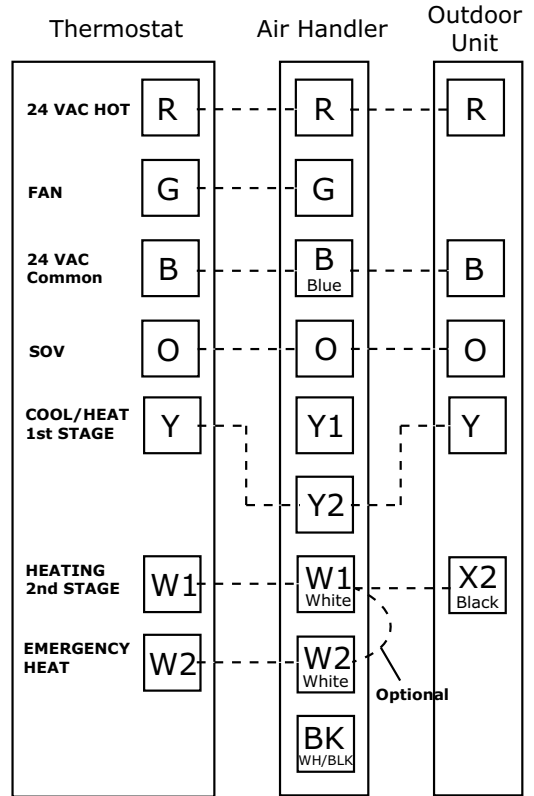 Thermostat
Air Handler
Outdoor
Unit
24 VAC HOT
R
R
R
FAN
G
G
24 VAC
Common
B
B
Blue
B
SOV
O
O
O
COOL/HEAT
1st STAGE
Y
Y1
Y
Y2
HEATING
2nd STAGE
W1
W1
White
X2
Black
EMERGENCY
HEAT
W2
W2
White
Optional
BK
WH/BLK